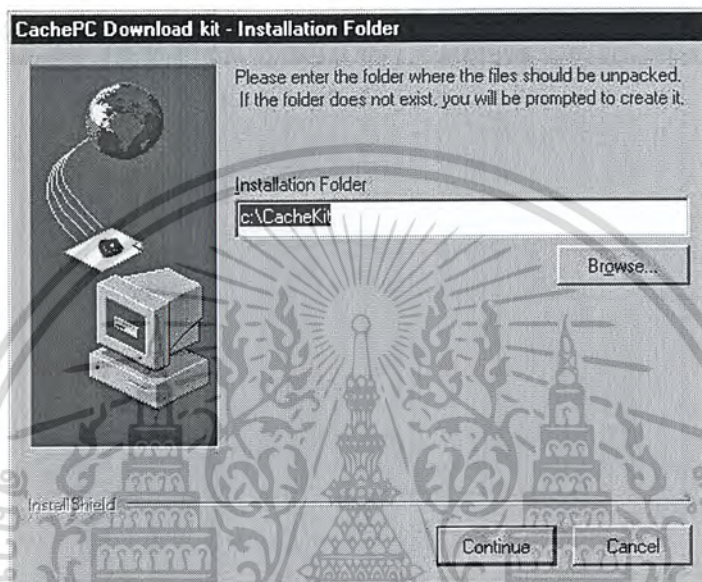 CachePC Download kit - Installation Folder
Please enter the folder where the files should be unpacked.
If the folder does not exist, you will be prompted to create it.
Installation Folder
c:\CacheKit
Browse...
InstallShield
Continue
Cancel